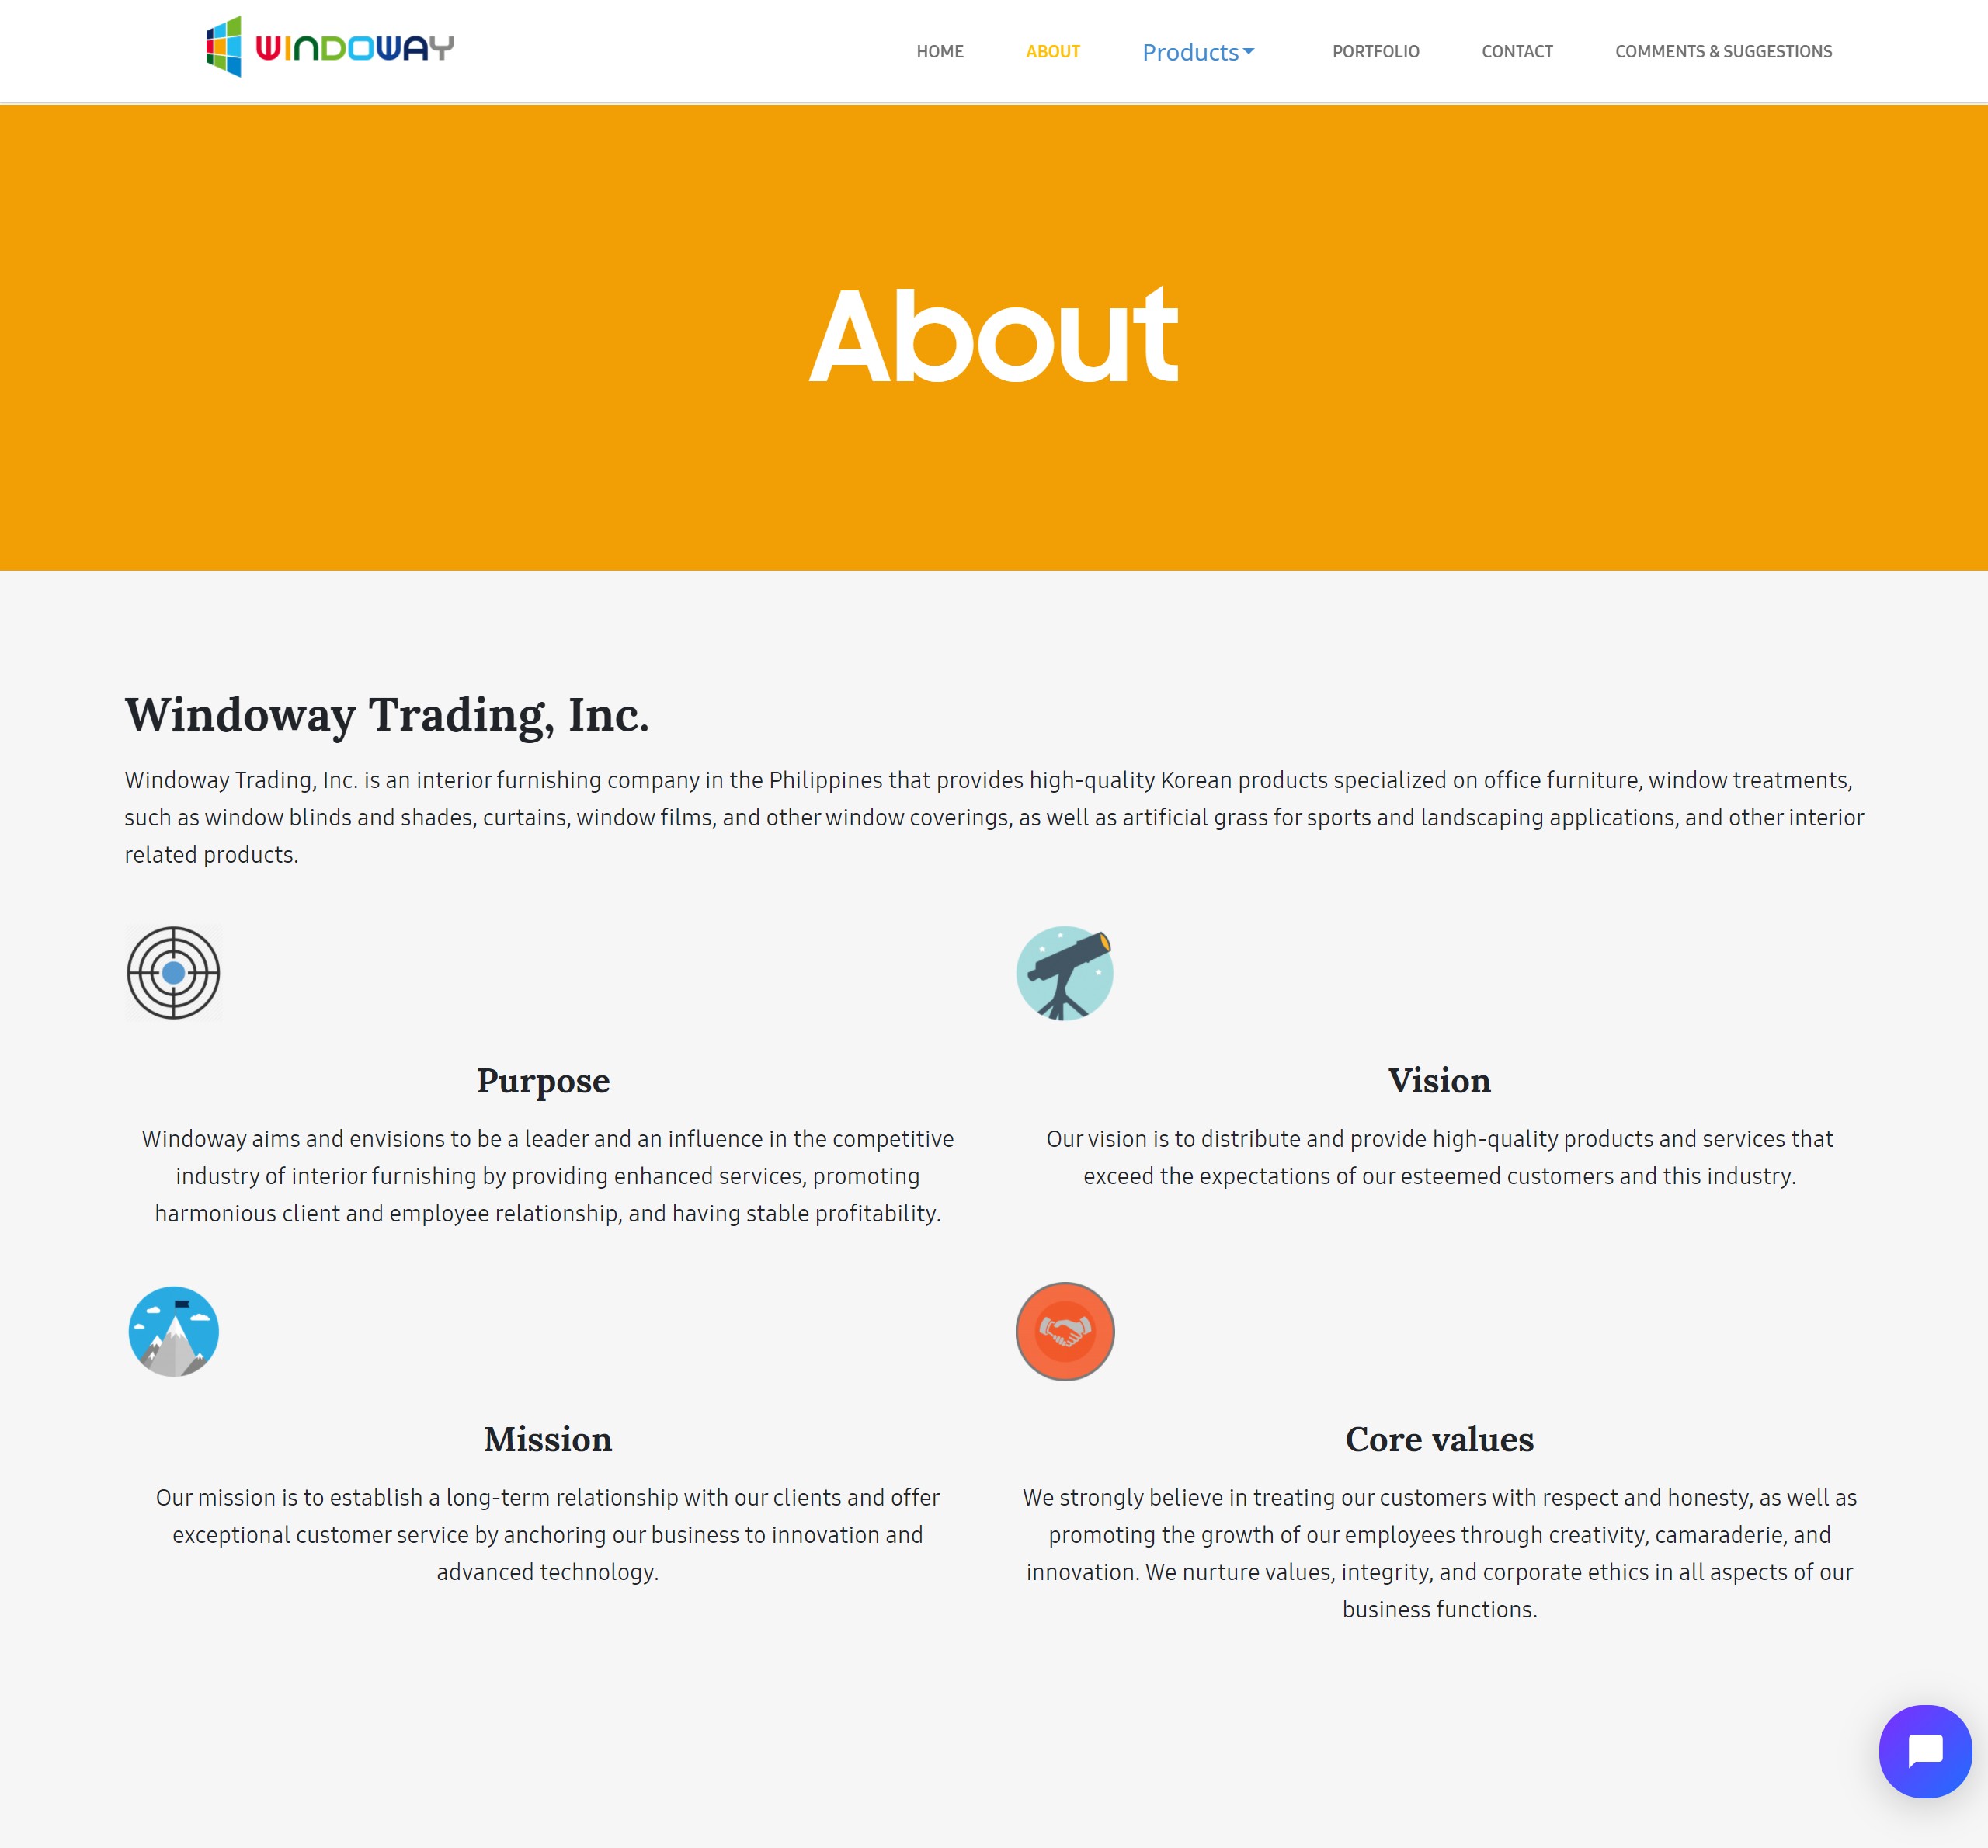 WINDOWAY
HOME
ABOUT
Products
PORTFOLIO
CONTACT
COMMENTS & SUGGESTIONS
About
Windoway Trading, Inc.
Windoway Trading, Inc. is an interior furnishing company in the Philippines that provides high-quality Korean products specialized on office furniture, window treatments,
such as window blinds and shades, curtains, window films, and other window coverings, as well as artificial grass for sports and landscaping applications, and other interior
related products.
Purpose
Windoway aims and envisions to be a leader and an influence in the competitive
industry of interior furnishing by providing enhanced services, promoting
harmonious client and employee relationship, and having stable profitability.
Vision
Our vision is to distribute and provide high-quality products and services that
exceed the expectations of our esteemed customers and this industry.
Mission
Our mission is to establish a long-term relationship with our clients and offer
exceptional customer service by anchoring our business to innovation and
advanced technology.
Core values
We strongly believe in treating our customers with respect and honesty, as well as
promoting the growth of our employees through creativity, camaraderie, and
innovation. We nurture values, integrity, and corporate ethics in all aspects of our
business functions.